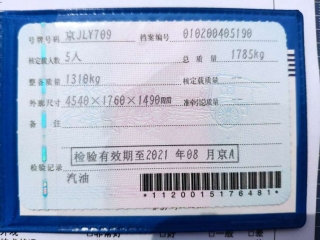 号牌号码 京JLY709 档案编号 010200405190
核定载人数 5人 总质量 1785kg
整备质量 1310kg 核定载质量
外廓尺寸 4540×1760×1490mm 准牵引总质量
备注
检验有效期至2021年08月京A
检验记录
汽油
*1120015176481*